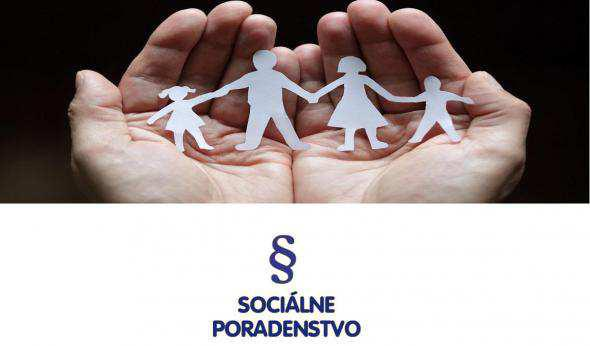 §
SOCIÁLNE
PORADENSTVO